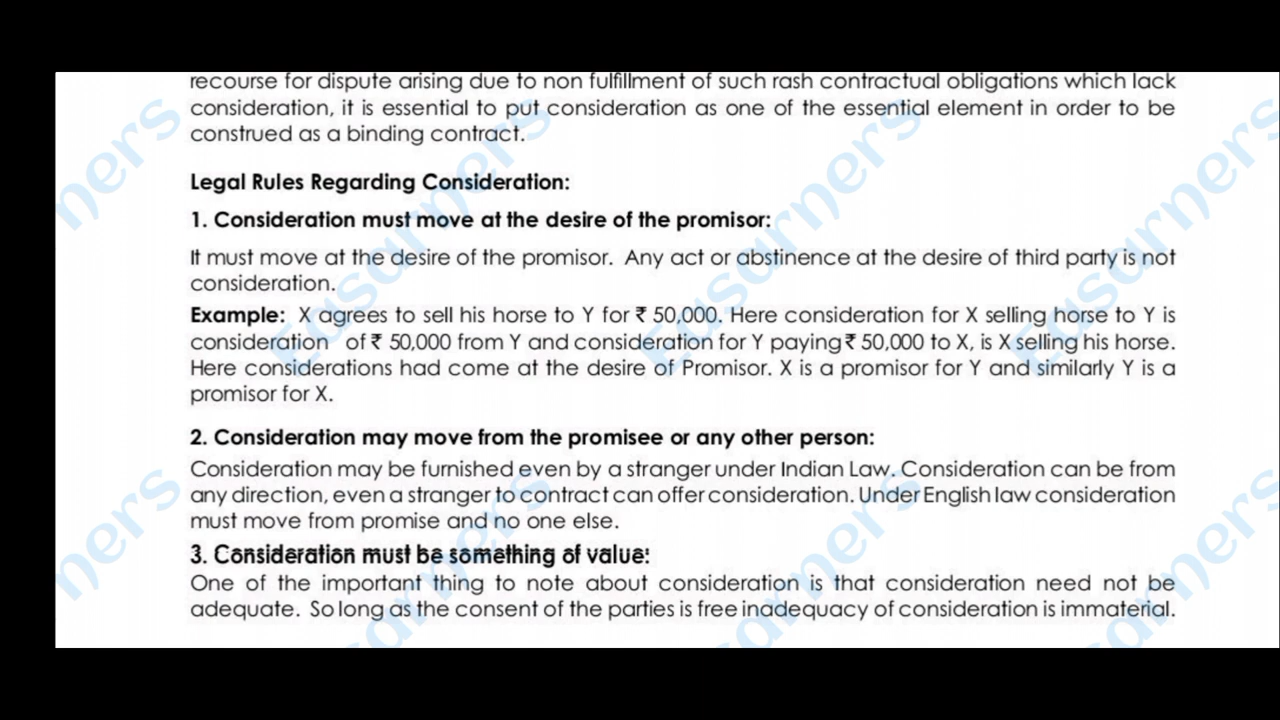 recourse for dispute arising due to non fulfillment of such rash contractual obligations which lack
consideration, it is essential to put consideration as one of the essential element in order to be
construed as a binding contract.
Legal Rules Regarding Consideration:
1. Consideration must move at the desire of the promisor:
It must move at the desire of the promisor. Any act or abstinence at the desire of third party is not
consideration.
Example: X agrees to sell his horse to Y for ₹ 50,000. Here consideration for X selling horse to Y is
consideration of ₹ 50,000 from Y and consideration for Y paying ₹ 50,000 to X, is X selling his horse.
Here considerations had come at the desire of Promisor. X is a promisor for Y and similarly Y is a
promisor for X.
2. Consideration may move from the promisee or any other person:
Consideration may be furnished even by a stranger under Indian Law. Consideration can be from
any direction, even a stranger to contract can offer consideration. Under English law consideration
must move from promise and no one else.
3. Consideration must be something of value:
One of the important thing to note about consideration is that consideration need not be
adequate. So long as the consent of the parties is free inadequacy of consideration is immaterial.